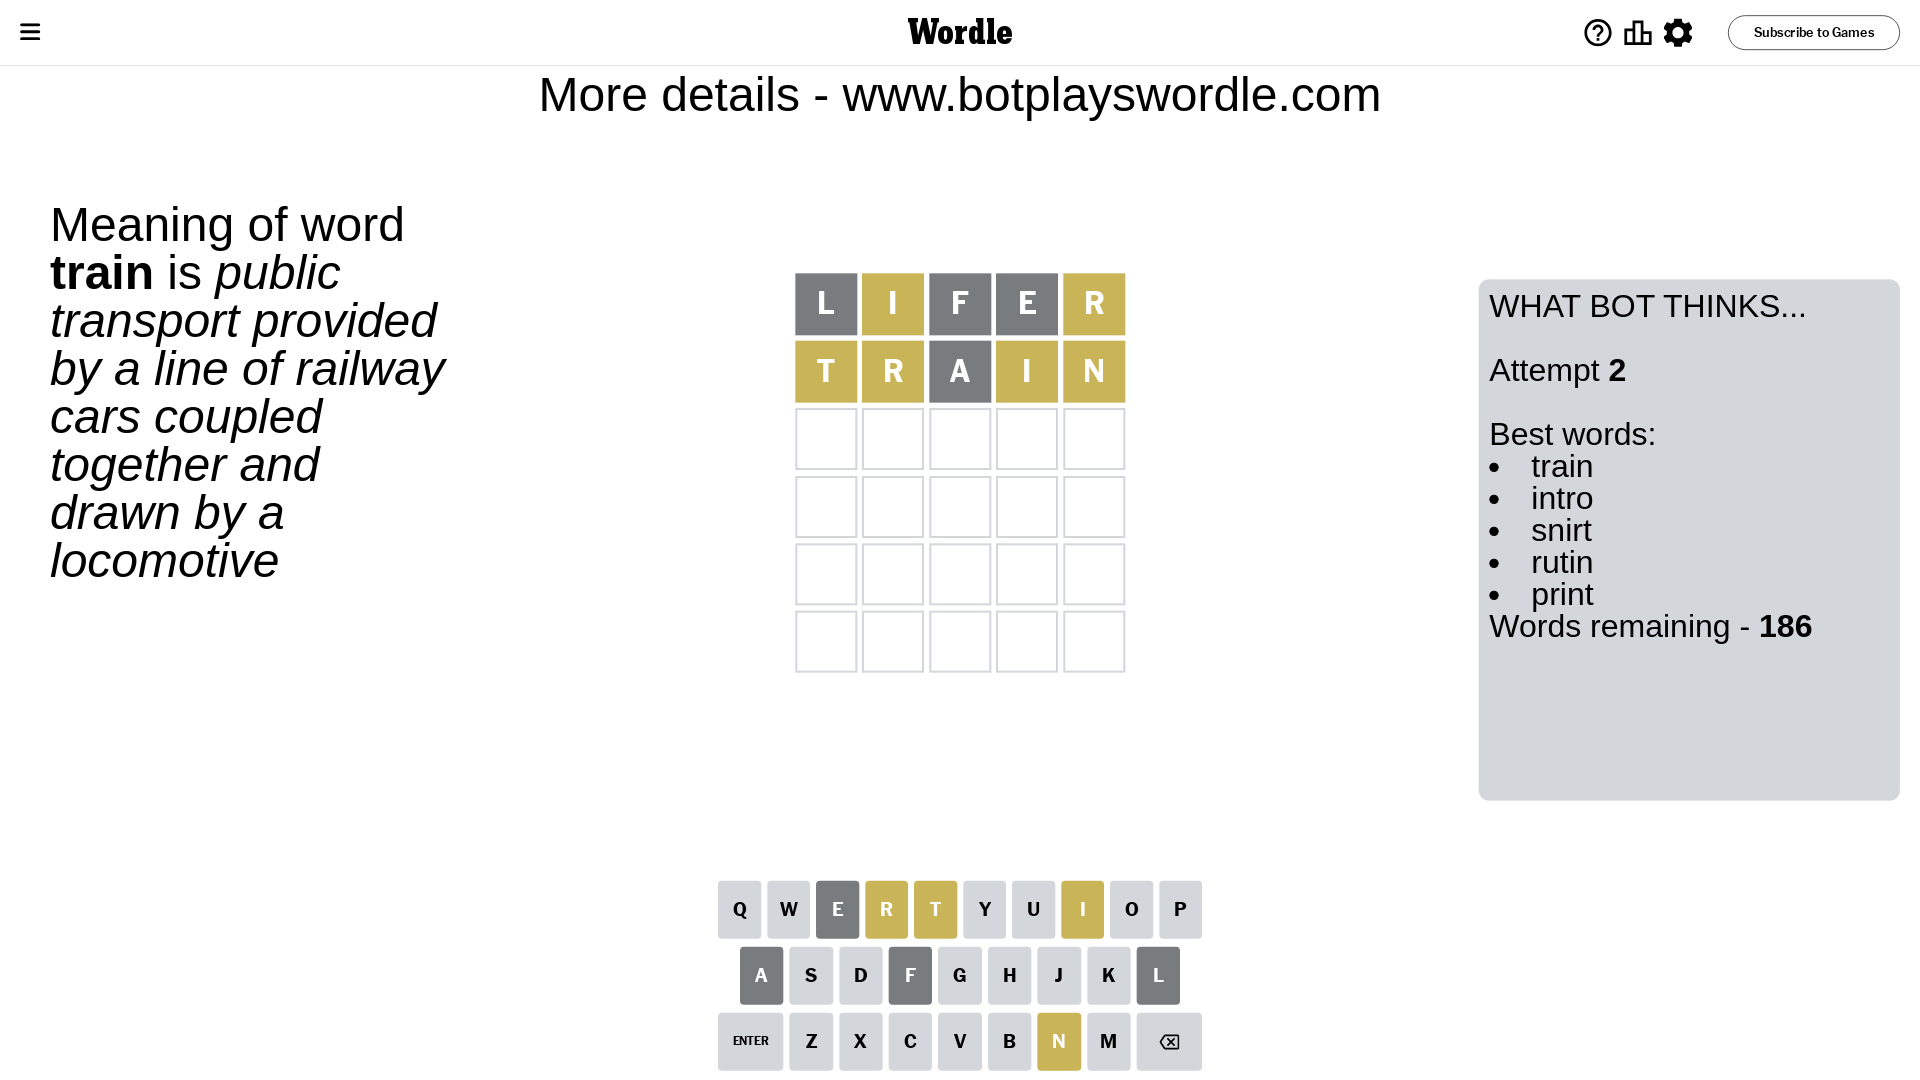 Wordle
Subscribe to Games
More details - www.botplayswordle.com
Meaning of word
train is public
transport provided
by a line of railway
cars coupled
together and
drawn by a
locomotive
L I F E R
T R A I N
WHAT BOT THINKS...
Attempt 2
Best words:
• train
• intro
• snirt
• rutin
• print
Words remaining - 186
Q W E R T Y U I O P
A S D F G H J K L
ENTER Z X C V B N M